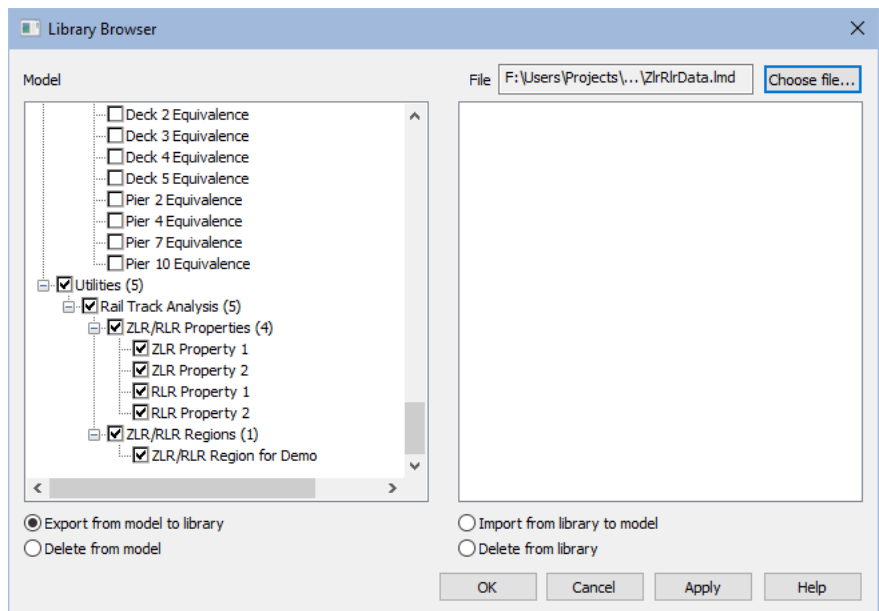 Library Browser
Model
File F:\Users\Projects\...\ZlrRlrData.lmd Choose file...
Deck 2 Equivalence
Deck 3 Equivalence
Deck 4 Equivalence
Deck 5 Equivalence
Pier 2 Equivalence
Pier 4 Equivalence
Pier 7 Equivalence
Pier 10 Equivalence
Utilities (5)
Rail Track Analysis (5)
ZLR/RLR Properties (4)
ZLR Property 1
ZLR Property 2
RLR Property 1
RLR Property 2
ZLR/RLR Regions (1)
ZLR/RLR Region for Demo
Export from model to library
Delete from model
Import from library to model
Delete from library
OK Cancel Apply Help